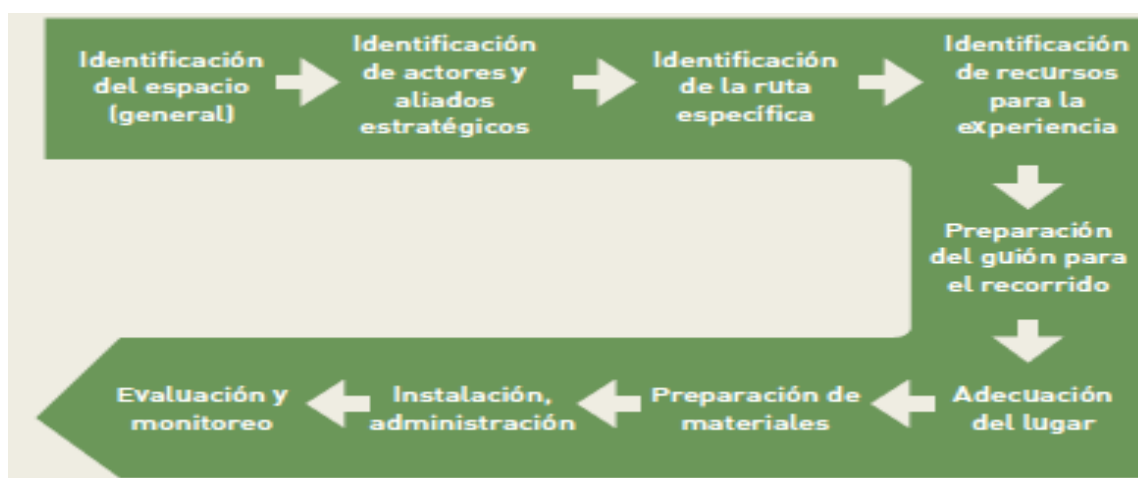 Identificación
del espacio
(general)
Identificación
de actores y
aliados
estratégicos
Identificación
de la ruta
específica
Identificación
de recursos
para la
experiencia
Preparación
del guión para
el recorrido
Adecuación
del lugar
Preparación de
materiales
Instalación,
administración
Evaluación y
monitoreo